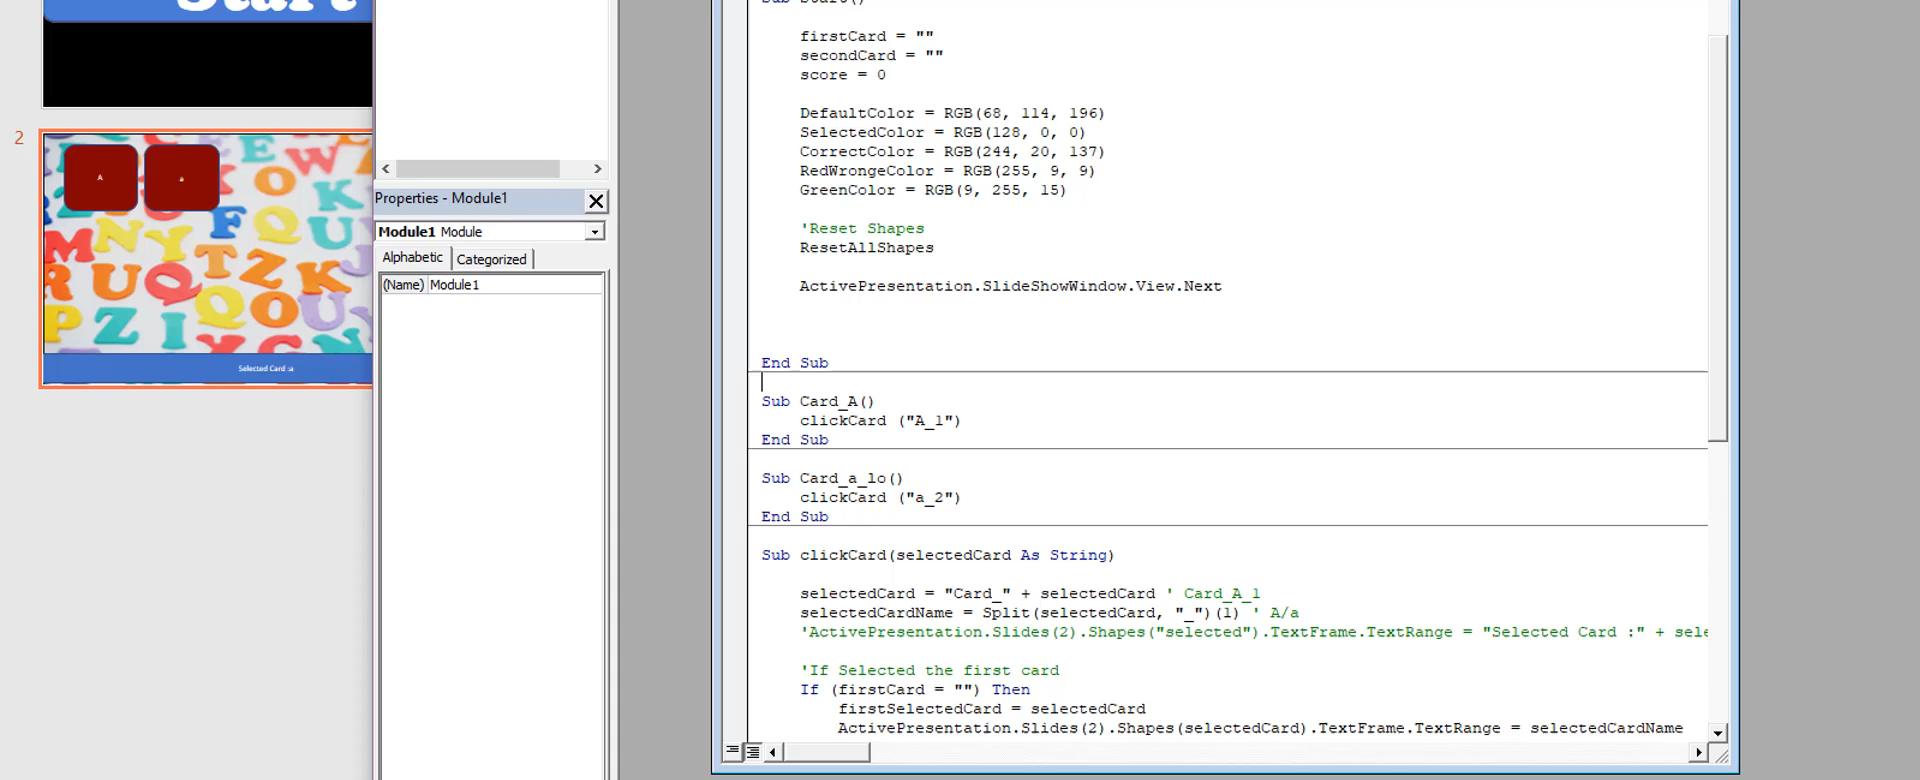 Start
2
A
a
Selected Card :a
Properties - Module1
Module1 Module
Alphabetic
Categorized
(Name) Module1
Sub Start()
firstCard = ""
secondCard = ""
score = 0
DefaultColor = RGB(68, 114, 196)
SelectedColor = RGB(128, 0, 0)
CorrectColor = RGB(244, 20, 137)
RedWrongeColor = RGB(255, 9, 9)
GreenColor = RGB(9, 255, 15)
'Reset Shapes
ResetAllShapes
ActivePresentation.SlideShowWindow.View.Next
End Sub
Sub Card_A()
clickCard ("A_1")
End Sub
Sub Card_a_lo()
clickCard ("a_2")
End Sub
Sub clickCard(selectedCard As String)
selectedCard = "Card_" + selectedCard ' Card_A_1
selectedCardName = Split(selectedCard, "_")(1) ' A/a
'ActivePresentation.Slides(2).Shapes("selected").TextFrame.TextRange = "Selected Card :" + sele
'If Selected the first card
If (firstCard = "") Then
firstSelectedCard = selectedCard
ActivePresentation.Slides(2).Shapes(selectedCard).TextFrame.TextRange = selectedCardName